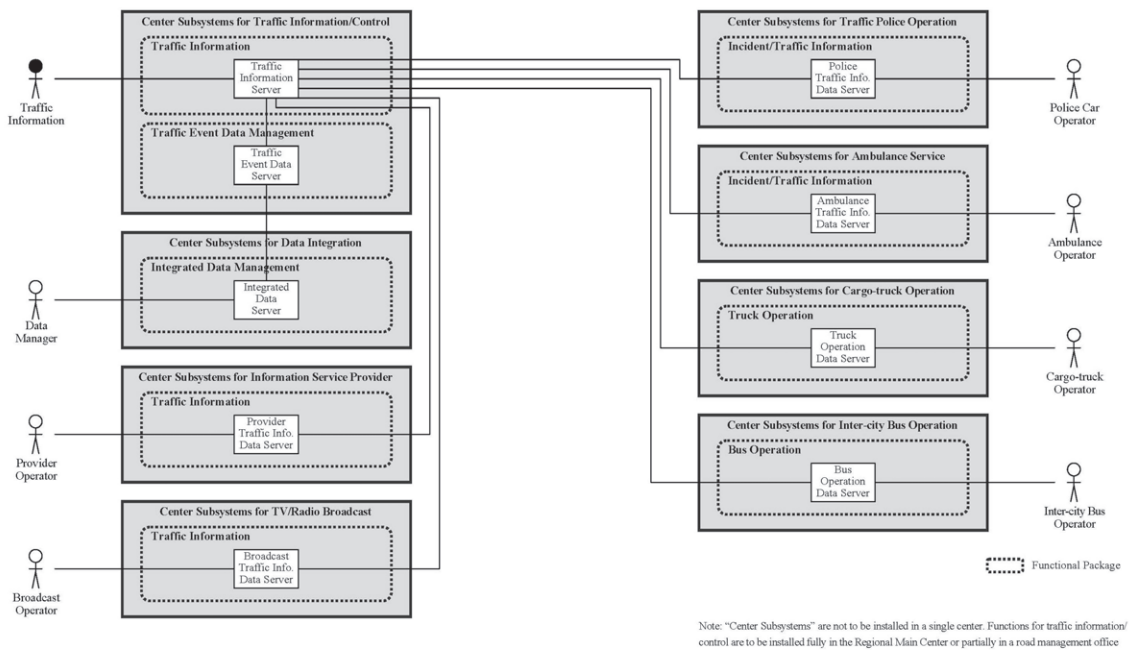 Center Subsystems for Traffic Information/Control
Traffic Information
Traffic
Information
Server
Traffic
Information
Traffic Event Data Management
Traffic
Event Data
Server
Center Subsystems for Data Integration
Integrated Data Management
Integrated
Data
Server
Data
Manager
Center Subsystems for Information Service Provider
Traffic Information
Provider
Traffic Info.
Data Server
Provider
Operator
Center Subsystems for TV/Radio Broadcast
Traffic Information
Broadcast
Traffic Info.
Data Server
Broadcast
Operator
Center Subsystems for Traffic Police Operation
Incident/Traffic Information
Police
Traffic Info.
Data Server
Police Car
Operator
Center Subsystems for Ambulance Service
Incident/Traffic Information
Ambulance
Traffic Info.
Data Server
Ambulance
Operator
Center Subsystems for Cargo-truck Operation
Truck Operation
Truck
Operation
Data Server
Cargo-truck
Operator
Center Subsystems for Inter-city Bus Operation
Bus Operation
Bus
Operation
Data Server
Inter-city Bus
Operator
Functional Package
Note: “Center Subsystems” are not to be installed in a single center. Functions for traffic information/
control are to be installed fully in the Regional Main Center or partially in a road management office